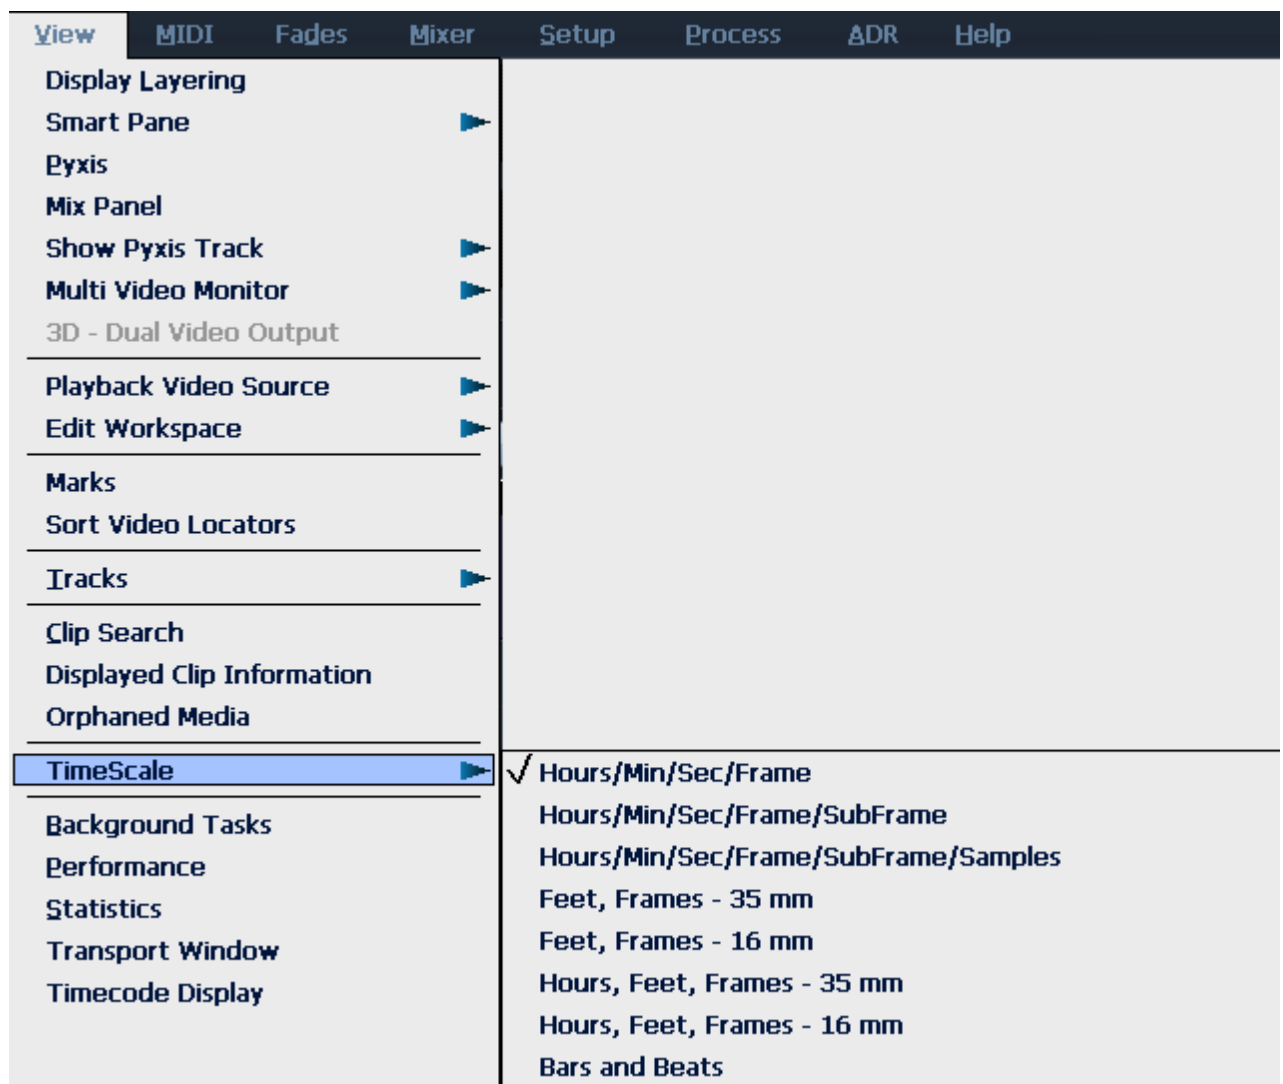 View MIDI Fades Mixer Setup Process ADR Help
Display Layering
Smart Pane
Pyxis
Mix Panel
Show Pyxis Track
Multi Video Monitor
3D - Dual Video Output
Playback Video Source
Edit Workspace
Marks
Sort Video Locators
Tracks
Clip Search
Displayed Clip Information
Orphaned Media
TimeScale
Background Tasks
Performance
Statistics
Transport Window
Timecode Display
Hours/Min/Sec/Frame
Hours/Min/Sec/Frame/SubFrame
Hours/Min/Sec/Frame/SubFrame/Samples
Feet, Frames - 35 mm
Feet, Frames - 16 mm
Hours, Feet, Frames - 35 mm
Hours, Feet, Frames - 16 mm
Bars and Beats